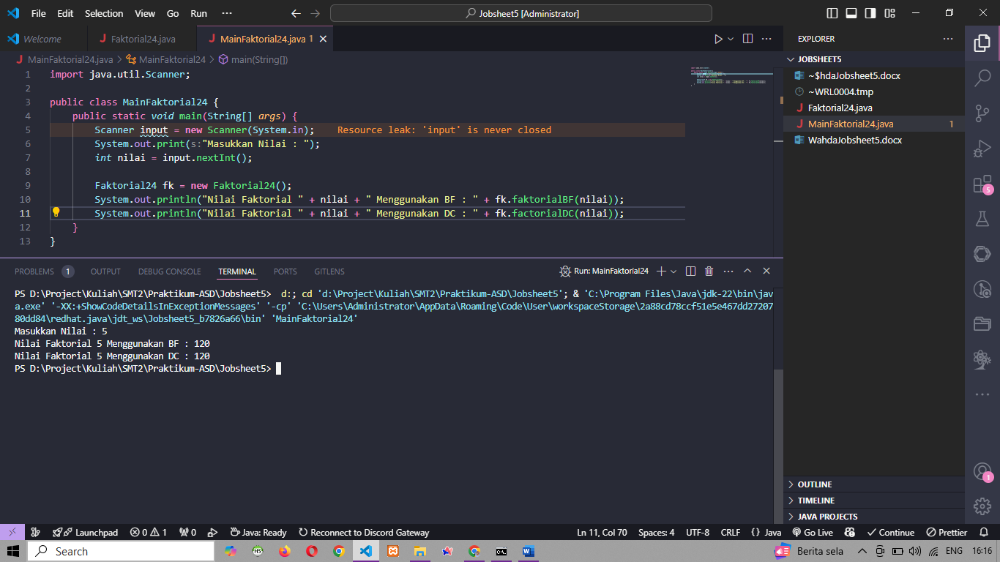 File Edit Selection View Go Run ··· Jobsheet5 [Administrator]
Welcome Faktorial24.java MainFaktorial24.java 1
MainFaktorial24.java > MainFaktorial24 > main(String[])
1 import java.util.Scanner;
2
3 public class MainFaktorial24 {
4 public static void main(String[] args) {
5 Scanner input = new Scanner(System.in); Resource leak: 'input' is never closed
6 System.out.print(s:"Masukkan Nilai : ");
7 int nilai = input.nextInt();
8
9 Faktorial24 fk = new Faktorial24();
10 System.out.println("Nilai Faktorial " + nilai + " Menggunakan BF : " + fk.faktorialBF(nilai));
11 System.out.println("Nilai Faktorial " + nilai + " Menggunakan DC : " + fk.factorialDC(nilai));
12 }
13 }
EXPLORER
JOBSHEET5
~$hdaJobsheet5.docx
~WRL0004.tmp
Faktorial24.java
MainFaktorial24.java 1
WahdaJobsheet5.docx
OUTLINE
TIMELINE
JAVA PROJECTS
5
1
PROBLEMS 1 OUTPUT DEBUG CONSOLE TERMINAL PORTS GITLENS Run: MainFaktorial24
PS D:\Project\Kuliah\SMT2\Praktikum-ASD\Jobsheet5> d:; cd 'd:\Project\Kuliah\SMT2\Praktikum-ASD\Jobsheet5'; & 'C:\Program Files\Java\jdk-22\bin\jav
a.exe' '-XX:+ShowCodeDetailsInExceptionMessages' '-cp' 'C:\Users\Administrator\AppData\Roaming\Code\User\workspaceStorage\2a88cd78ccf51e5e467dd27207
80dd84\redhat.java\jdt_ws\Jobsheet5_b7826a66\bin' 'MainFaktorial24'
Masukkan Nilai : 5
Nilai Faktorial 5 Menggunakan BF : 120
Nilai Faktorial 5 Menggunakan DC : 120
PS D:\Project\Kuliah\SMT2\Praktikum-ASD\Jobsheet5>
Launchpad 0 1 0 Java: Ready Reconnect to Discord Gateway Ln 11, Col 70 Spaces: 4 UTF-8 CRLF {} Java Go Live Continue Prettier
Search Berita sela ENG 16:16